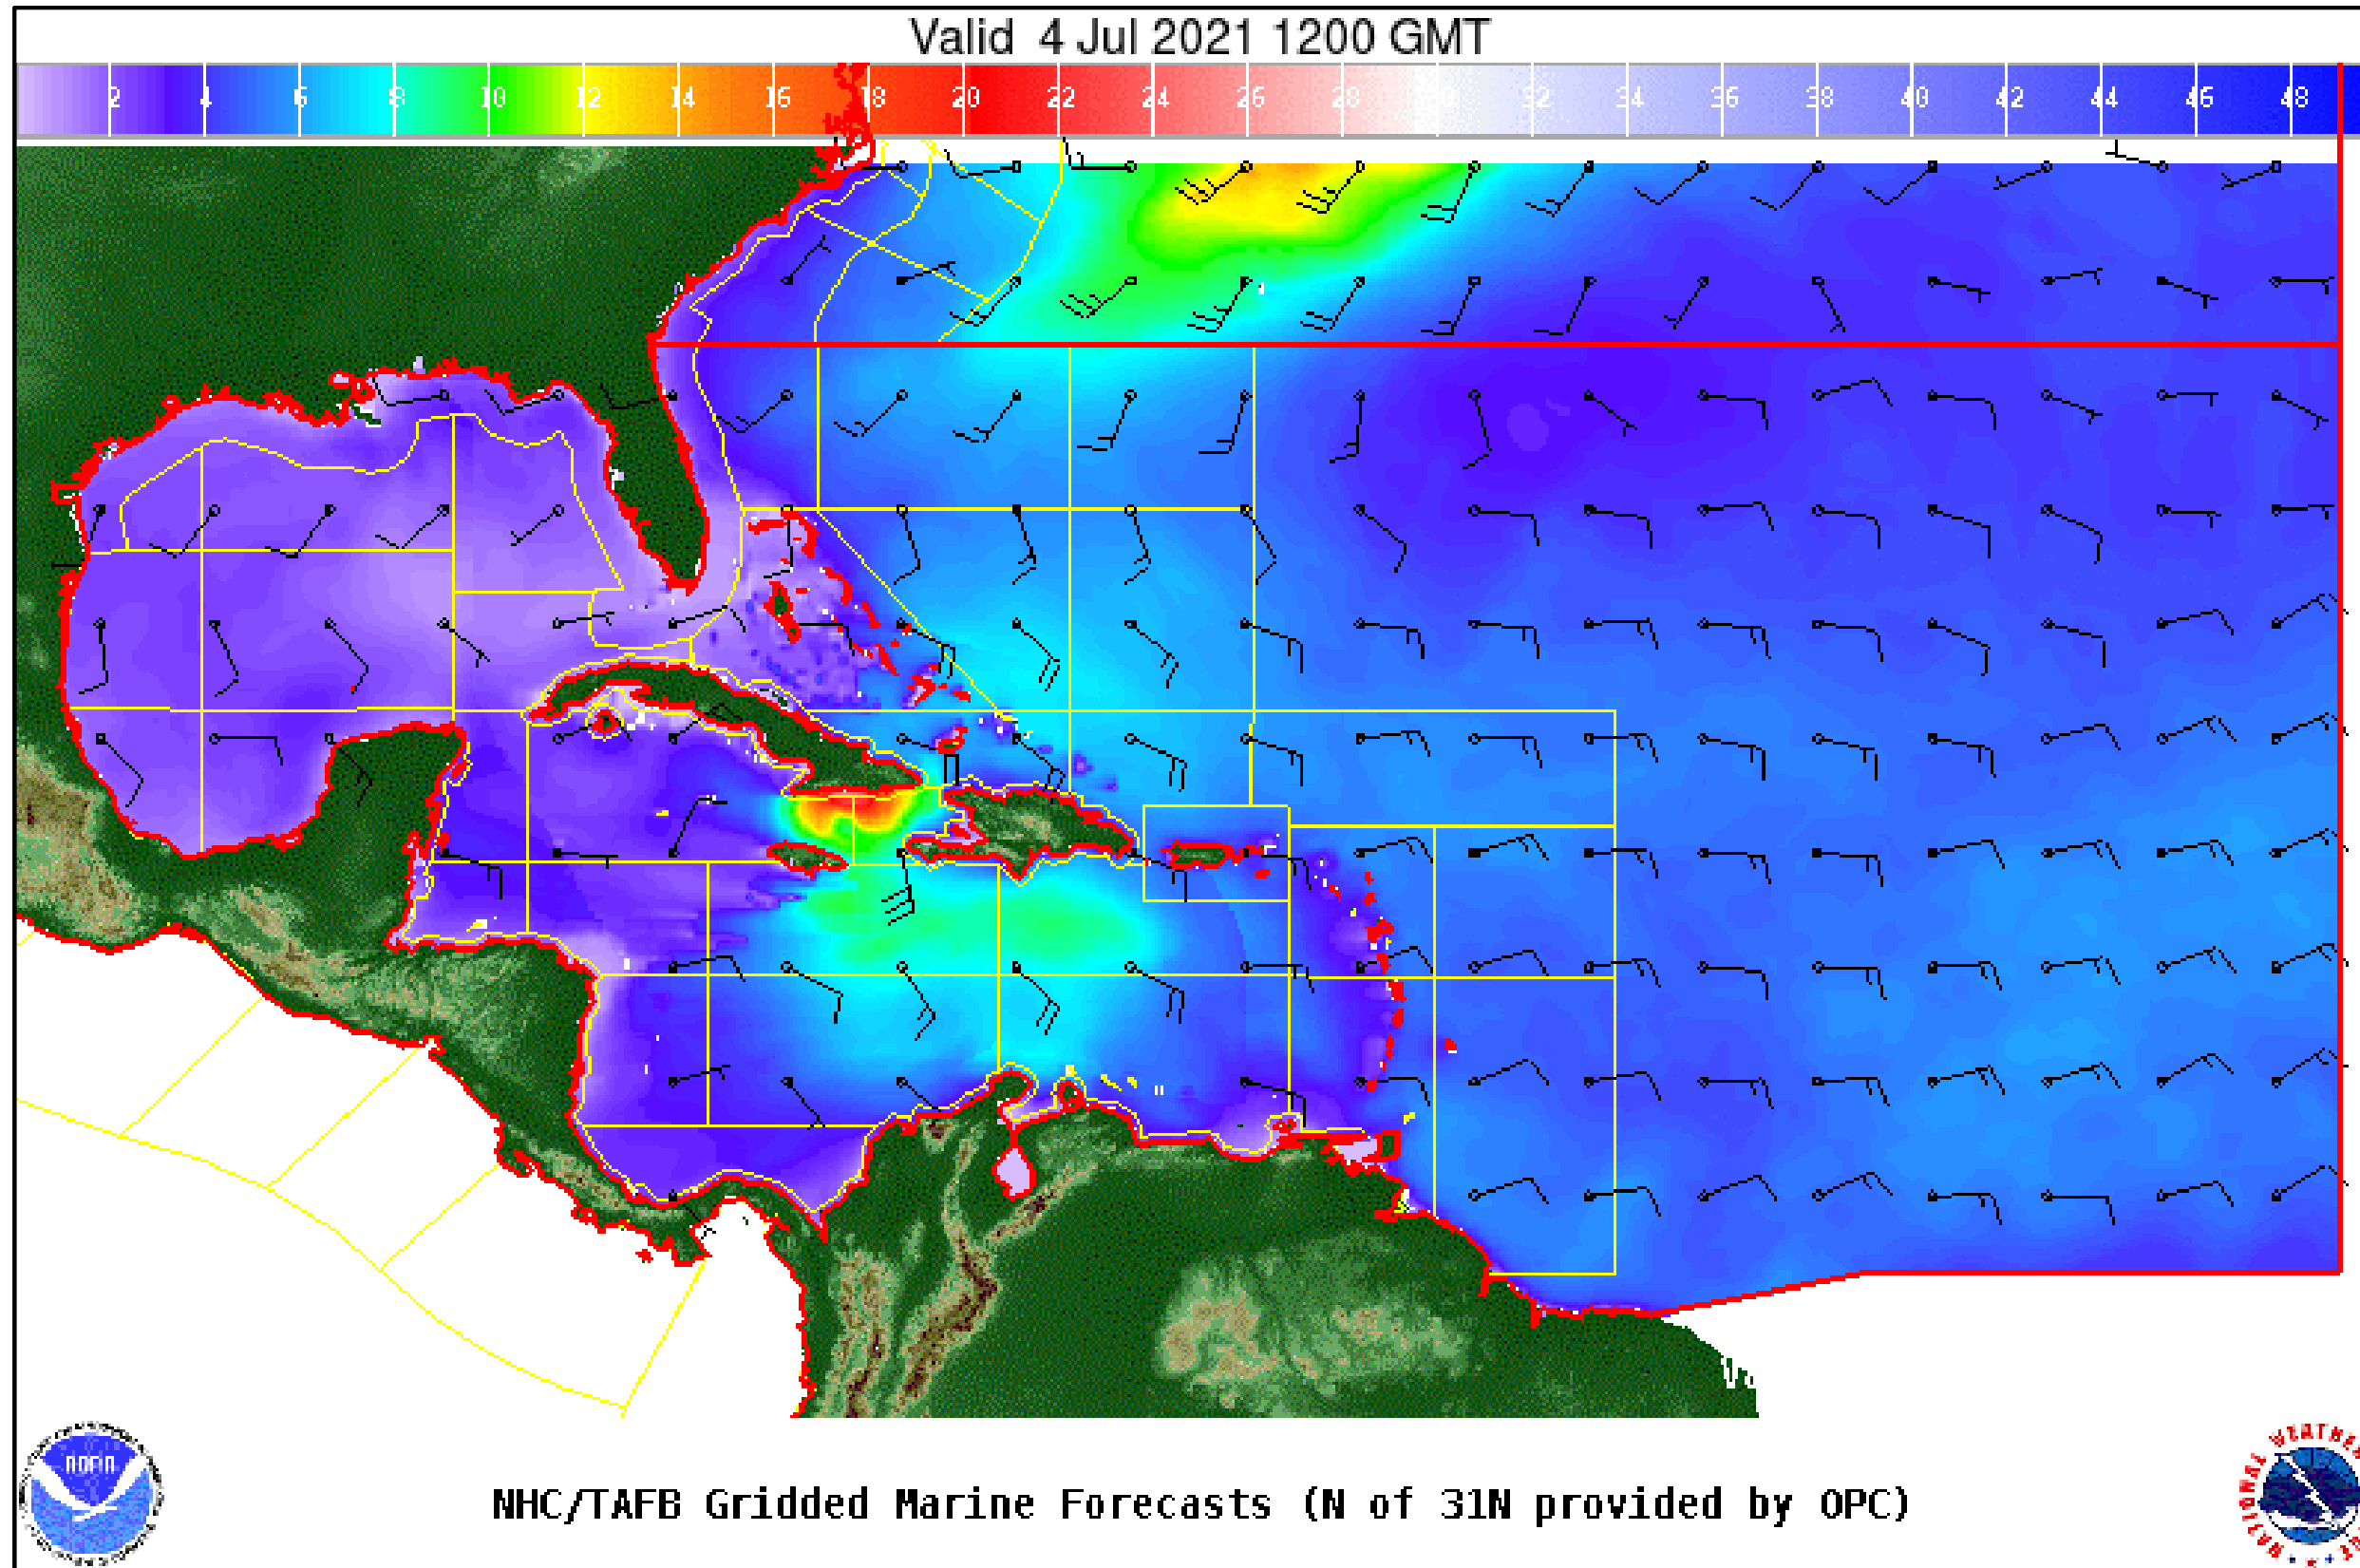 Valid 4 Jul 2021 1200 GMT
2 4 6 8 10 12 14 16 18 20 22 24 26 28 30 32 34 36 38 40 42 44 46 48
NHC/TAFB Gridded Marine Forecasts (N of 31N provided by OPC)